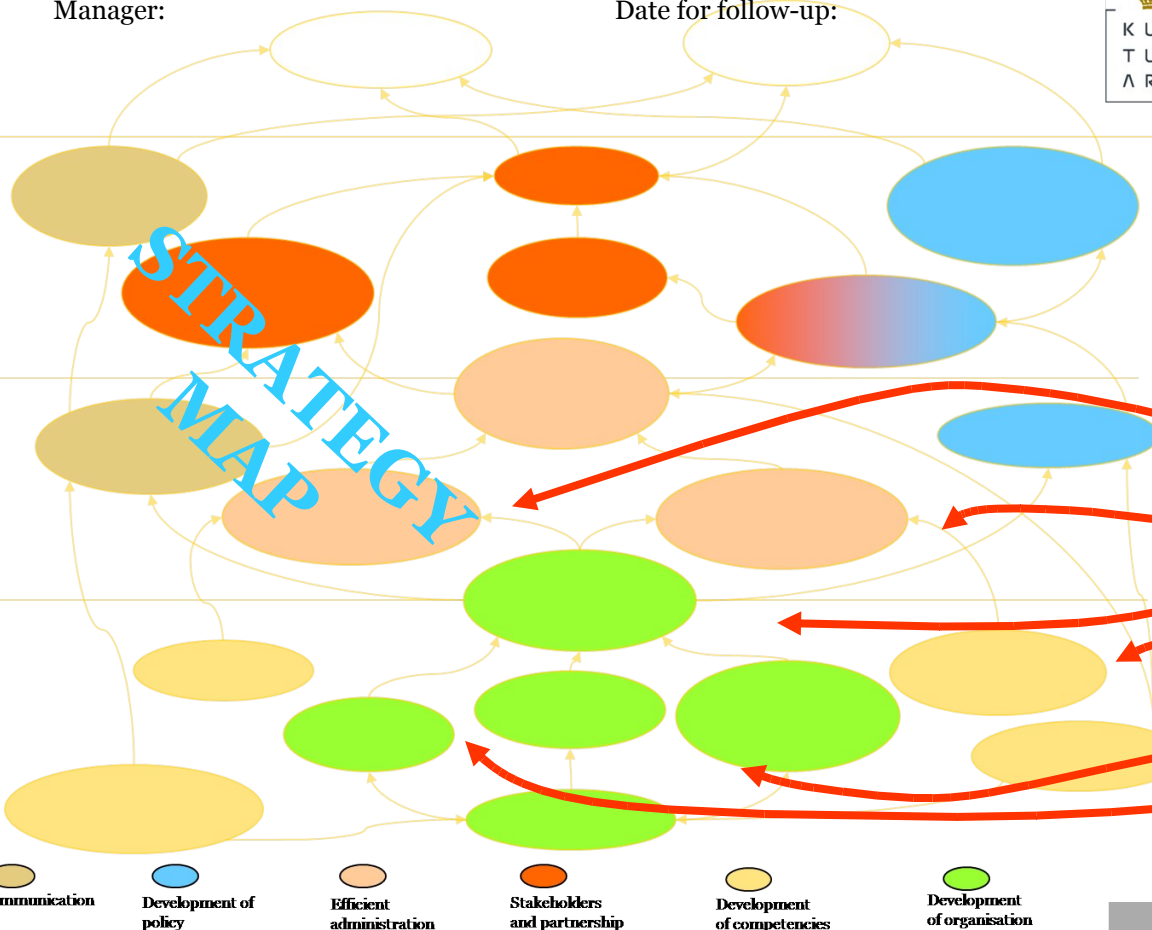 Manager:
Date for follow-up:
K U
T U
Λ R
STRATEGY
MAP
mmunication
Development of
policy
Efficient
administration
Stakeholders
and partnership
Development
of competencies
Development
of organisation